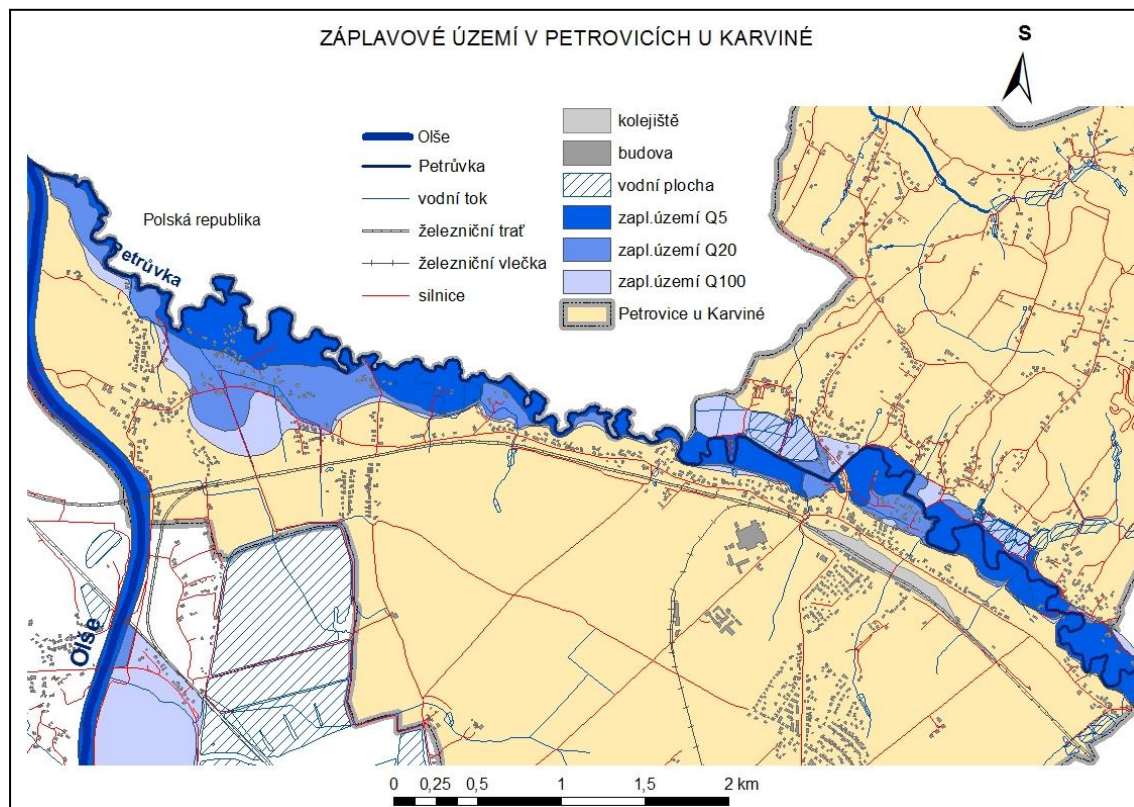 ZÁPLAVOVÉ ÚZEMÍ V PETROVICÍCH U KARVINÉ
S
Olše
Petrůvka
vodní tok
železniční trať
železniční vlečka
silnice
kolejiště
budova
vodní plocha
zapl.území Q5
zapl.území Q20
zapl.území Q100
Petrovice u Karviné
Polská republika
Petrůvka
Olše
0 0,25 0,5 1 1,5 2 km